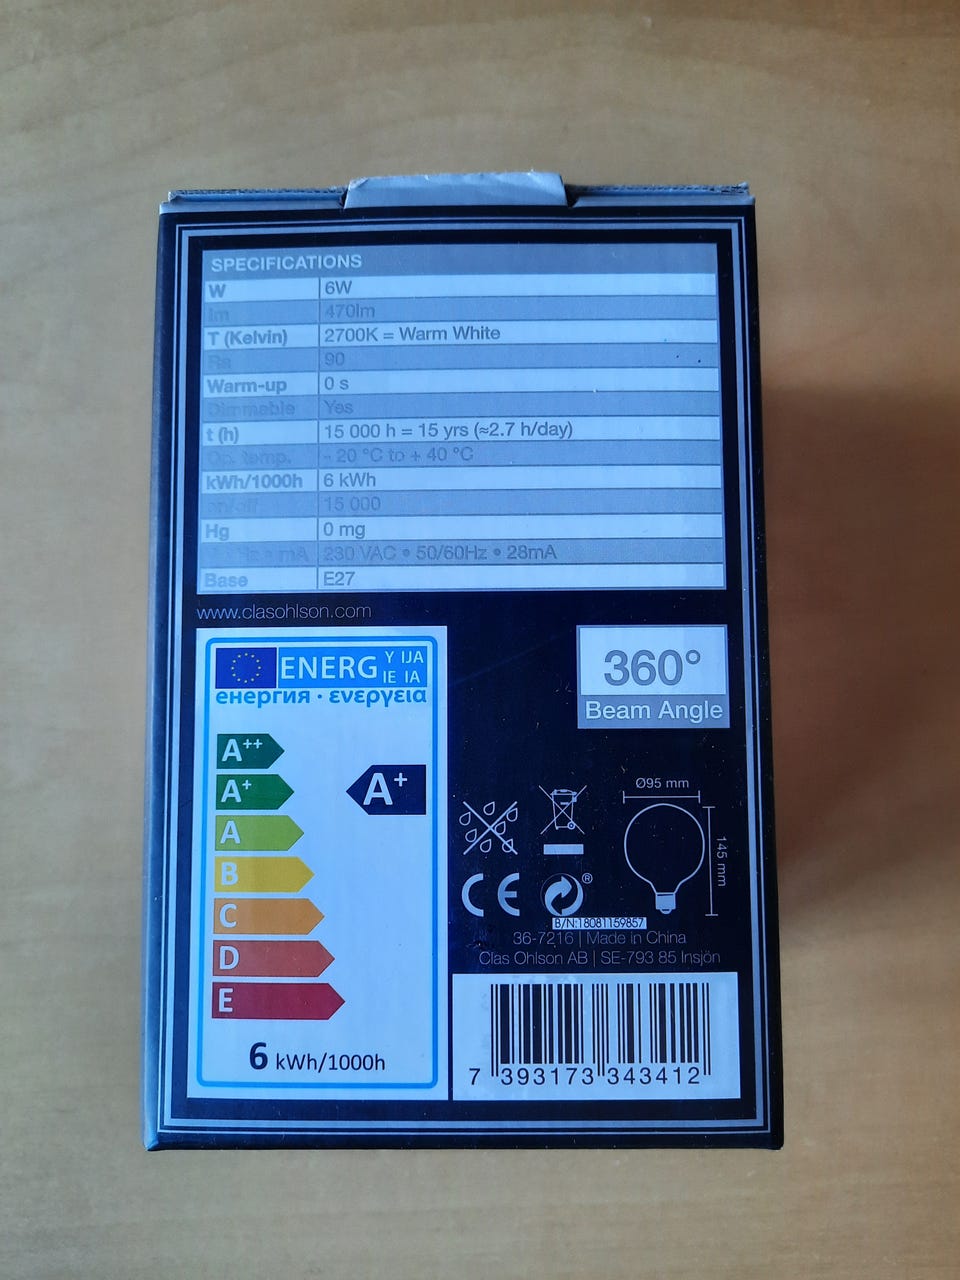 SPECIFICATIONS
W 6W
lm 470lm
T (Kelvin) 2700K = Warm White
Ra 90
Warm-up 0 s
Dimmable Yes
t (h) 15 000 h = 15 yrs (≈2.7 h/day)
Op. temp. - 20 °C to + 40 °C
kWh/1000h 6 kWh
on/off 15 000
Hg 0 mg
Hz • mA 230 VAC • 50/60Hz • 28mA
Base E27
www.clasohlson.com
ENERG Y IJA
IE IA
енергия · ενεργεια
A++
A+
A+
A
B
C
D
E
6 kWh/1000h
360°
Beam Angle
Ø95 mm
145 mm
CE
®
B/N:18081159857
36-7216 | Made in China
Clas Ohlson AB | SE-793 85 Insjön
7 393173 343412